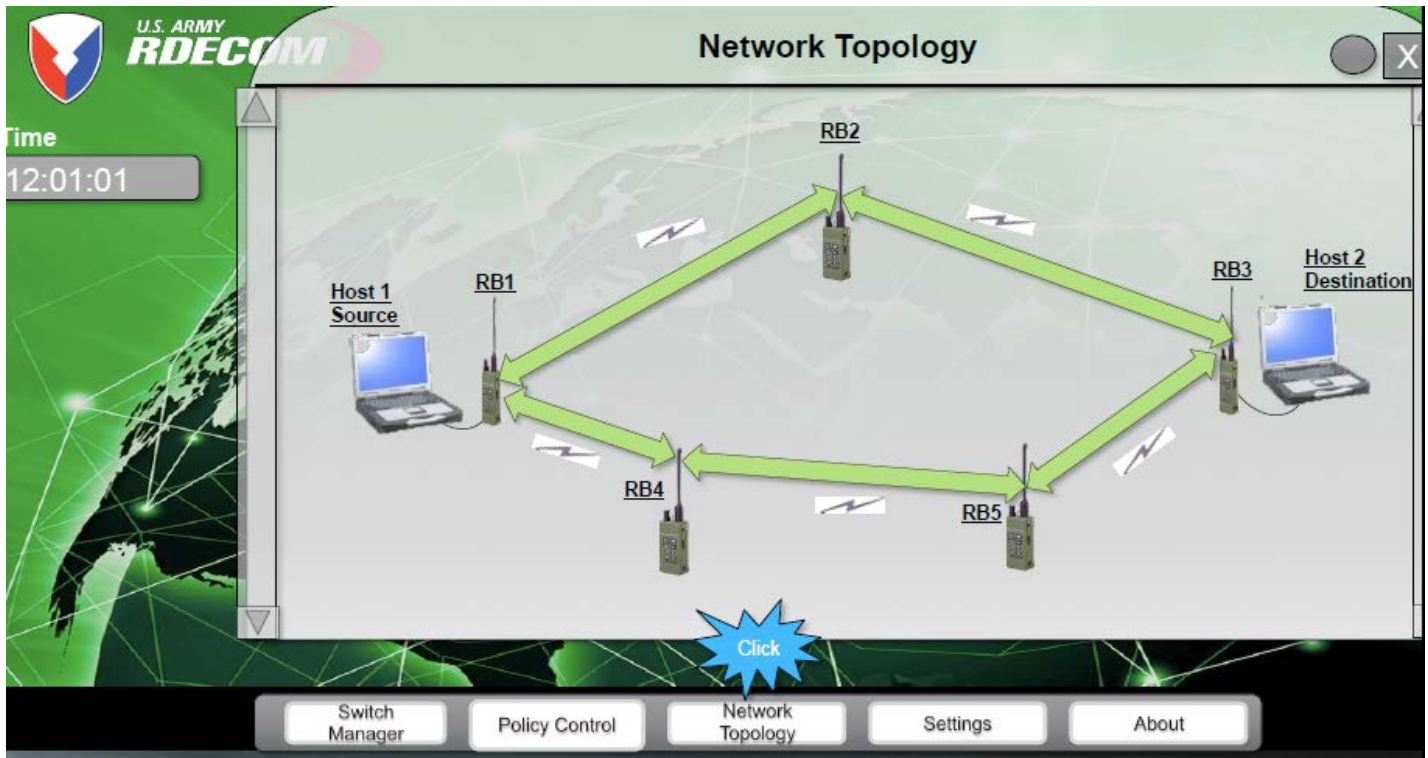 U.S. ARMY
RDECOM
Network Topology
X
Time
12:01:01
RB2
Host 1
Source
RB1
RB3
Host 2
Destination
RB4
RB5
Click
Switch
Manager
Policy Control
Network
Topology
Settings
About